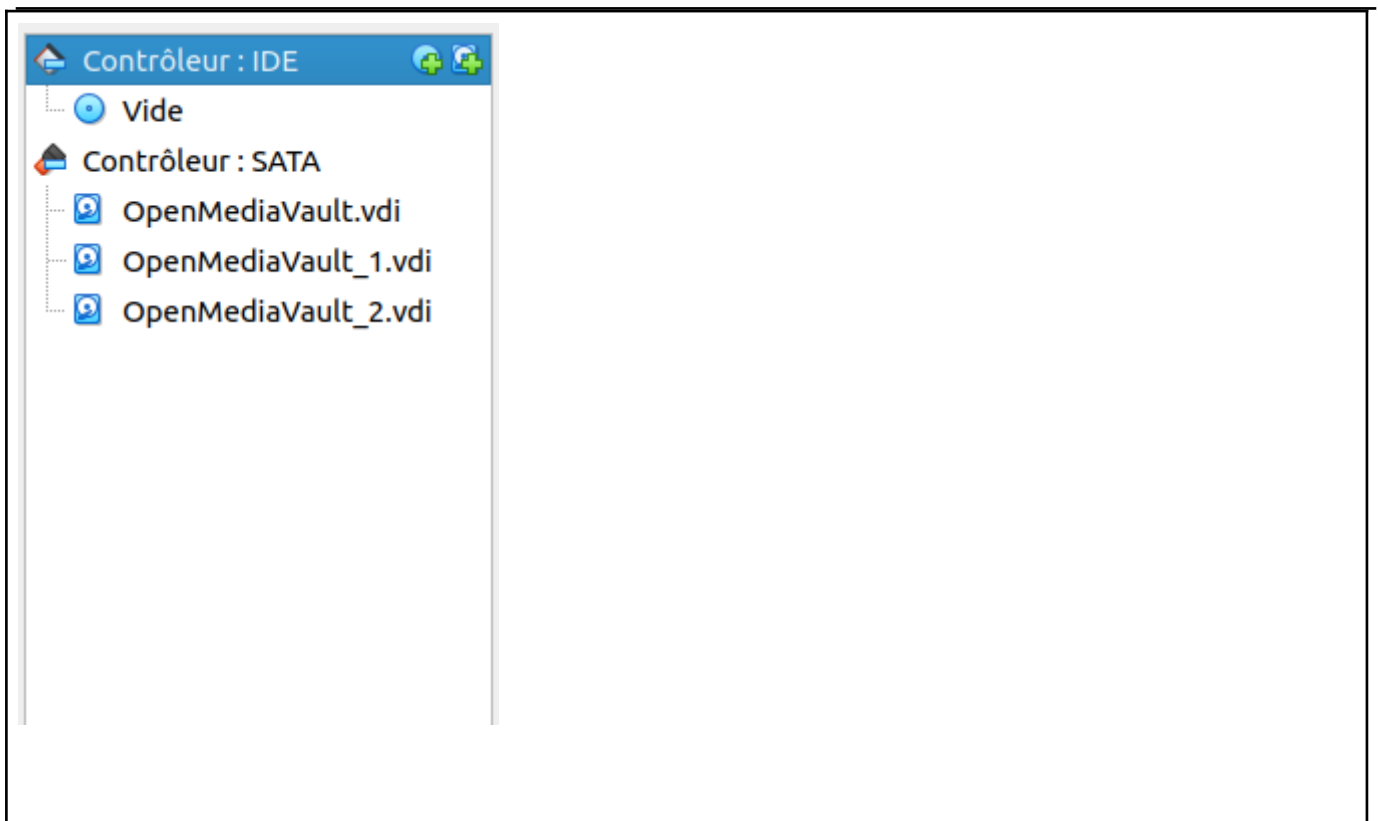 Contrôleur : IDE
Vide
Contrôleur : SATA
OpenMediaVault.vdi
OpenMediaVault_1.vdi
OpenMediaVault_2.vdi